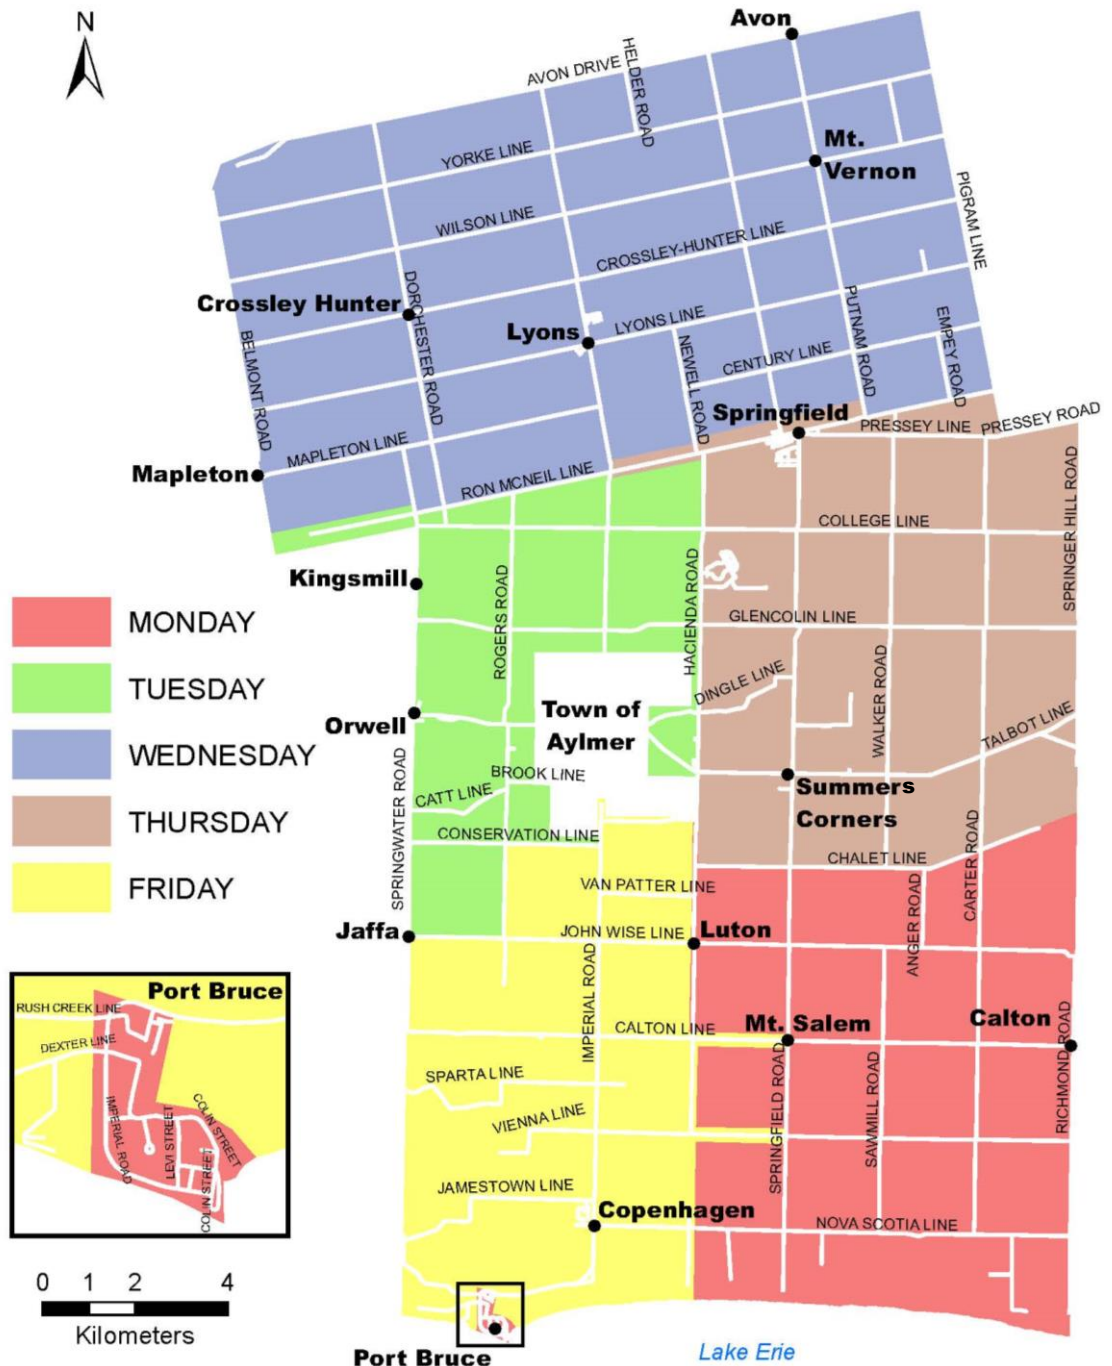 N
Avon
AVON DRIVE
HELDER ROAD
YORKE LINE
Mt.
Vernon
PIGRAM LINE
WILSON LINE
CROSSLEY-HUNTER LINE
Crossley Hunter
DORCHESTER ROAD
PUTNAM ROAD
Lyons
LYONS LINE
EMPEY ROAD
BELMONT ROAD
NEWELL ROAD
CENTURY LINE
Springfield
PRESSEY LINE
PRESSEY ROAD
MAPLETON LINE
Mapleton
RON MCNEIL LINE
SPRINGER HILL ROAD
COLLEGE LINE
Kingsmill
ROGERS ROAD
HACIENDA ROAD
GLENCOLIN LINE
MONDAY
TUESDAY
WEDNESDAY
THURSDAY
FRIDAY
DINGLE LINE
WALKER ROAD
Orwell
Town of
Aylmer
TALBOT LINE
BROOK LINE
CATT LINE
Summers
Corners
SPRINGWATER ROAD
CONSERVATION LINE
CHALET LINE
CARTER ROAD
VAN PATTER LINE
ANGER ROAD
Jaffa
JOHN WISE LINE
Luton
IMPERIAL ROAD
CALTON LINE
Mt. Salem
Calton
RICHMOND ROAD
SPARTA LINE
VIENNA LINE
SPRINGFIELD ROAD
SAWMILL ROAD
JAMESTOWN LINE
Copenhagen
NOVA SCOTIA LINE
Port Bruce
RUSH CREEK LINE
DEXTER LINE
IMPERIAL ROAD
LEVI STREET
COLIN STREET
COLIN STREET
0 1 2 4
Kilometers
Port Bruce
Lake Erie